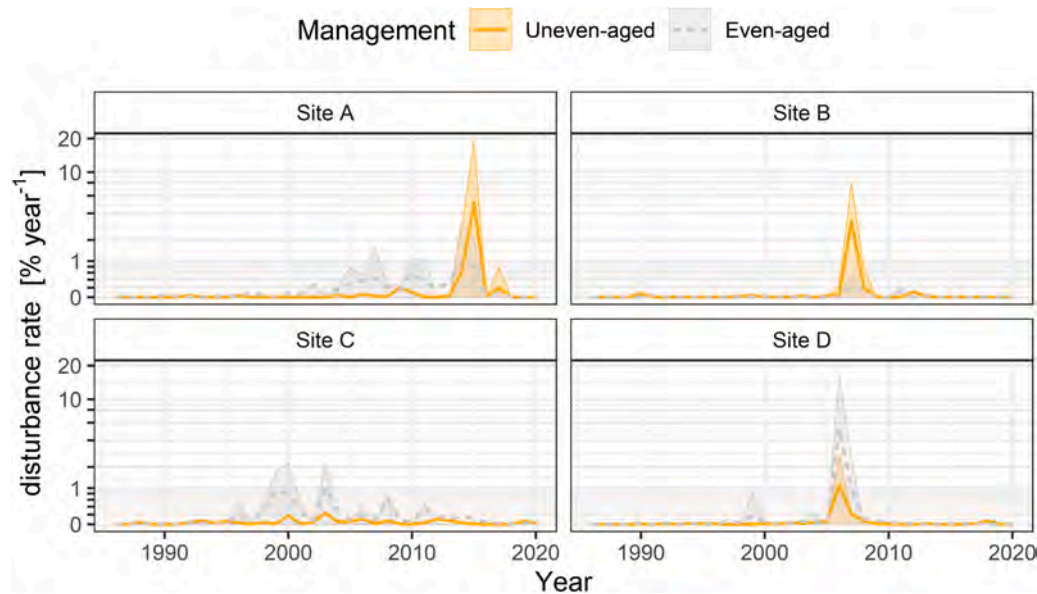 Management Uneven-aged Even-aged
Site A Site B
20
10
1
0
Site C Site D
20
10
1
0
disturbance rate [% year⁻¹]
1990 2000 2010 2020 1990 2000 2010 2020
Year